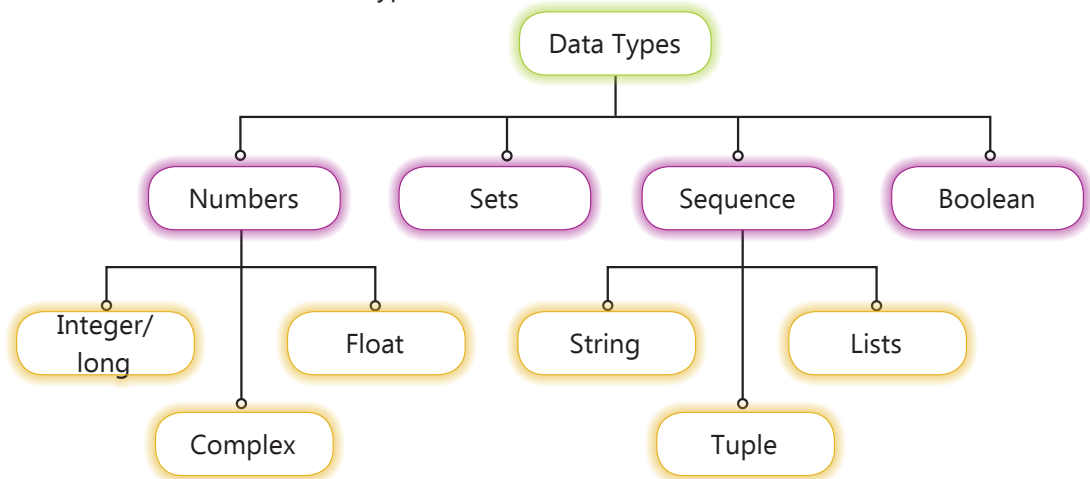 Data Types
Numbers
Sets
Sequence
Boolean
Integer/
long
Float
String
Lists
Complex
Tuple